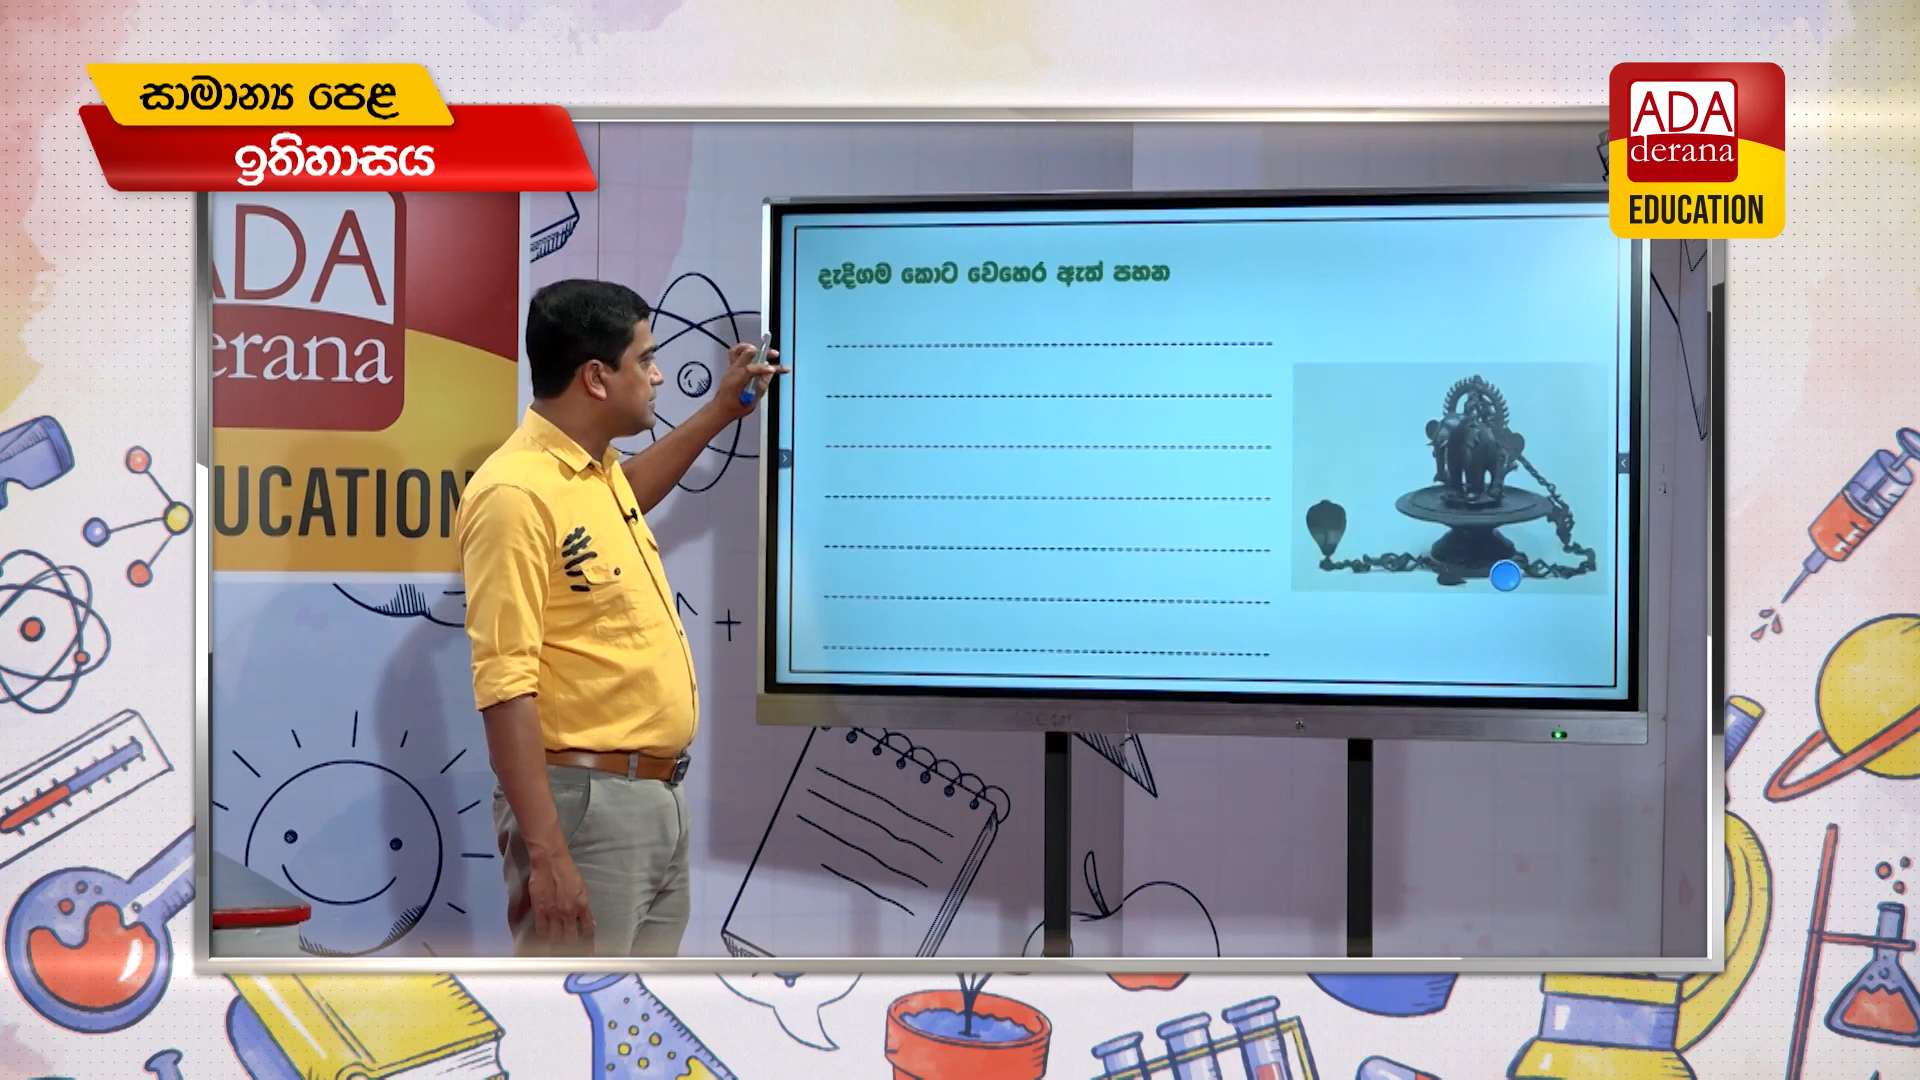 සාමාන්‍ය පෙළ
ඉතිහාසය
ADA
derana
EDUCATION
ADA
erana
UCATION
දැදිගම කොට වෙහෙර ඇත් පහන